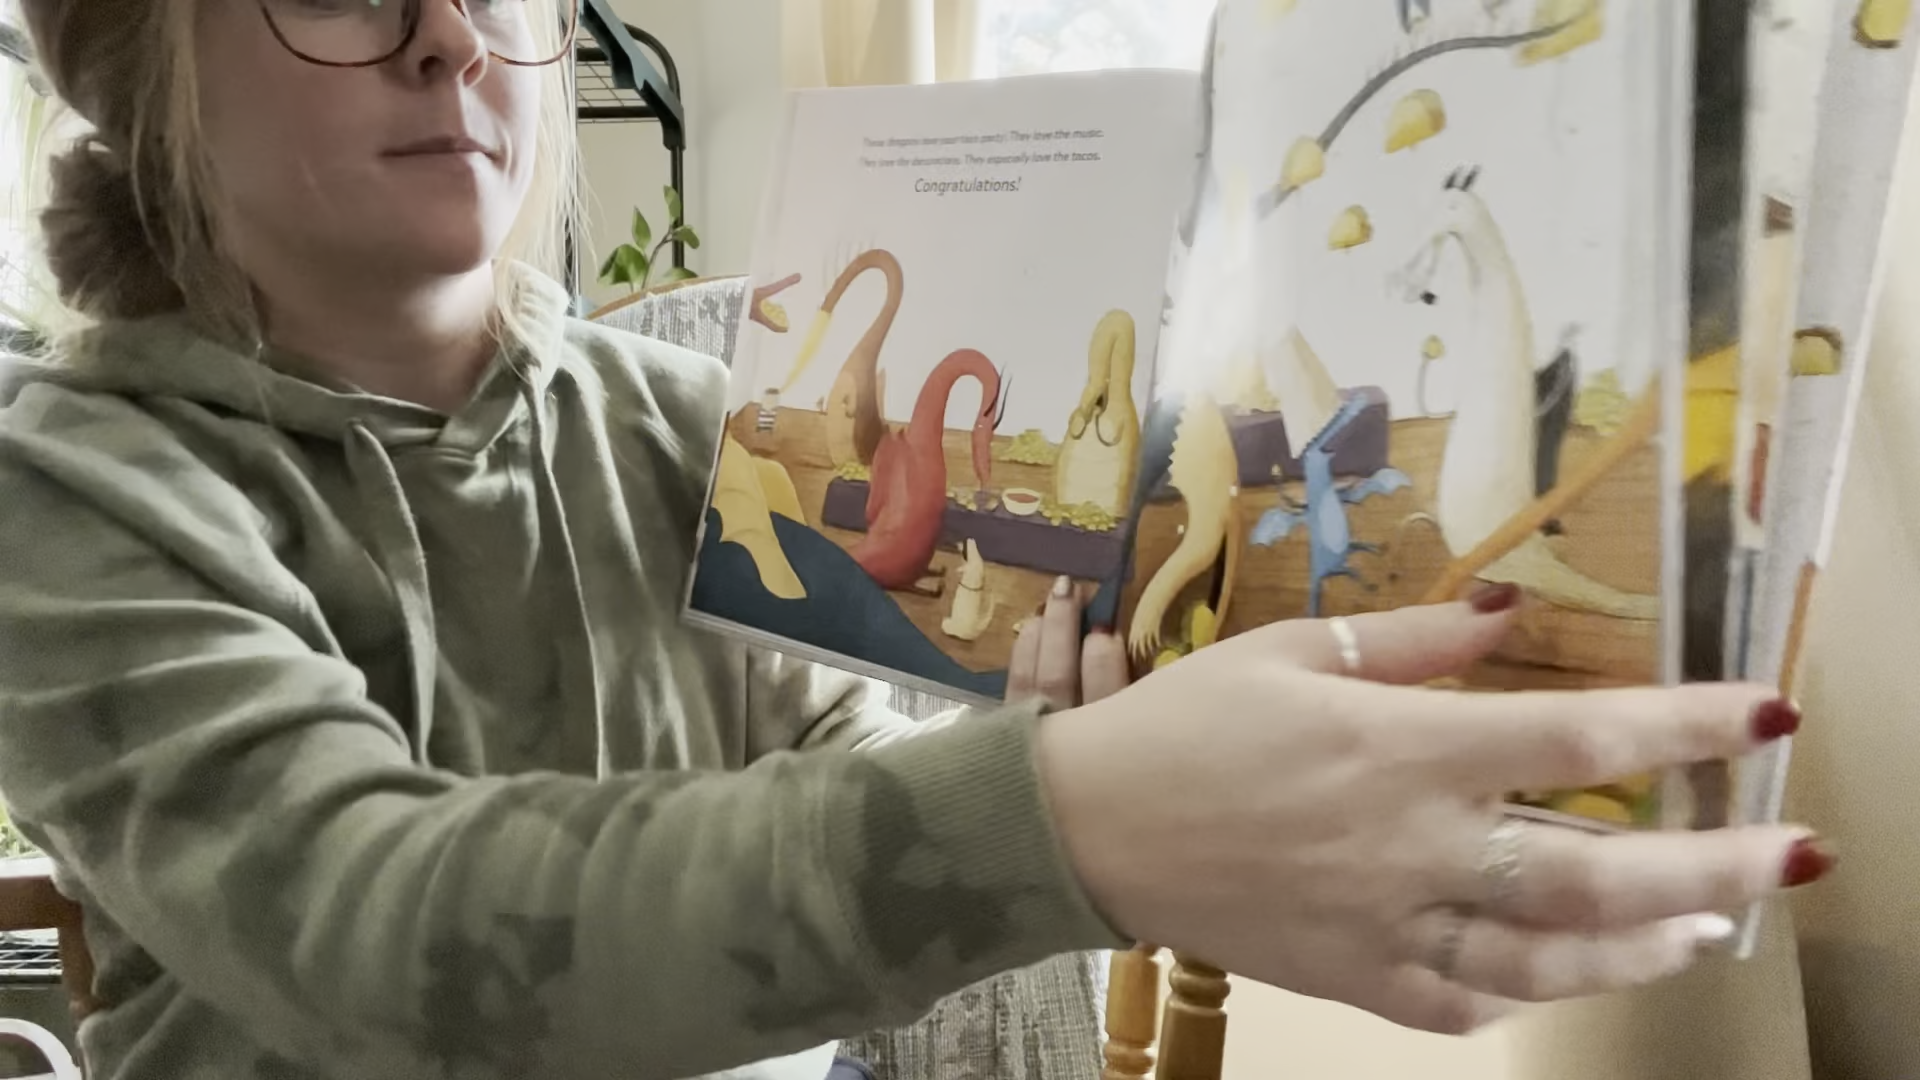 These dragons love your taco party! They love the music.
They love the decorations. They especially love the tacos.
Congratulations!